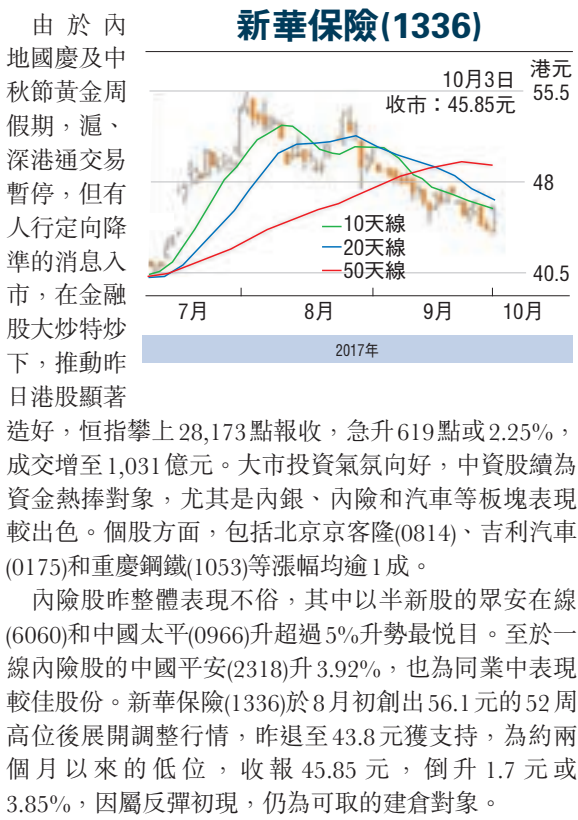 新華保險(1336)
由於內
地國慶及中
秋節黃金周
假期，滬、
深港通交易
暫停，但有
人行定向降
準的消息入
市，在金融
股大炒特炒
下，推動昨
日港股顯著
港元
10月3日
收市：45.85元
55.5
48
40.5
10天線
20天線
50天線
7月 8月 9月 10月
2017年
造好，恒指攀上28,173點報收，急升619點或2.25%，
成交增至1,031億元。大市投資氣氛向好，中資股續為
資金熱捧對象，尤其是內銀、內險和汽車等板塊表現
較出色。個股方面，包括北京京客隆(0814)、吉利汽車
(0175)和重慶鋼鐵(1053)等漲幅均逾1成。
內險股昨整體表現不俗，其中以半新股的眾安在線
(6060)和中國太平(0966)升超過5%升勢最悅目。至於一
線內險股的中國平安(2318)升3.92%，也為同業中表現
較佳股份。新華保險(1336)於8月初創出56.1元的52周
高位後展開調整行情，昨退至43.8元獲支持，為約兩
個月以來的低位，收報45.85元，倒升1.7元或
3.85%，因屬反彈初現，仍為可取的建倉對象。